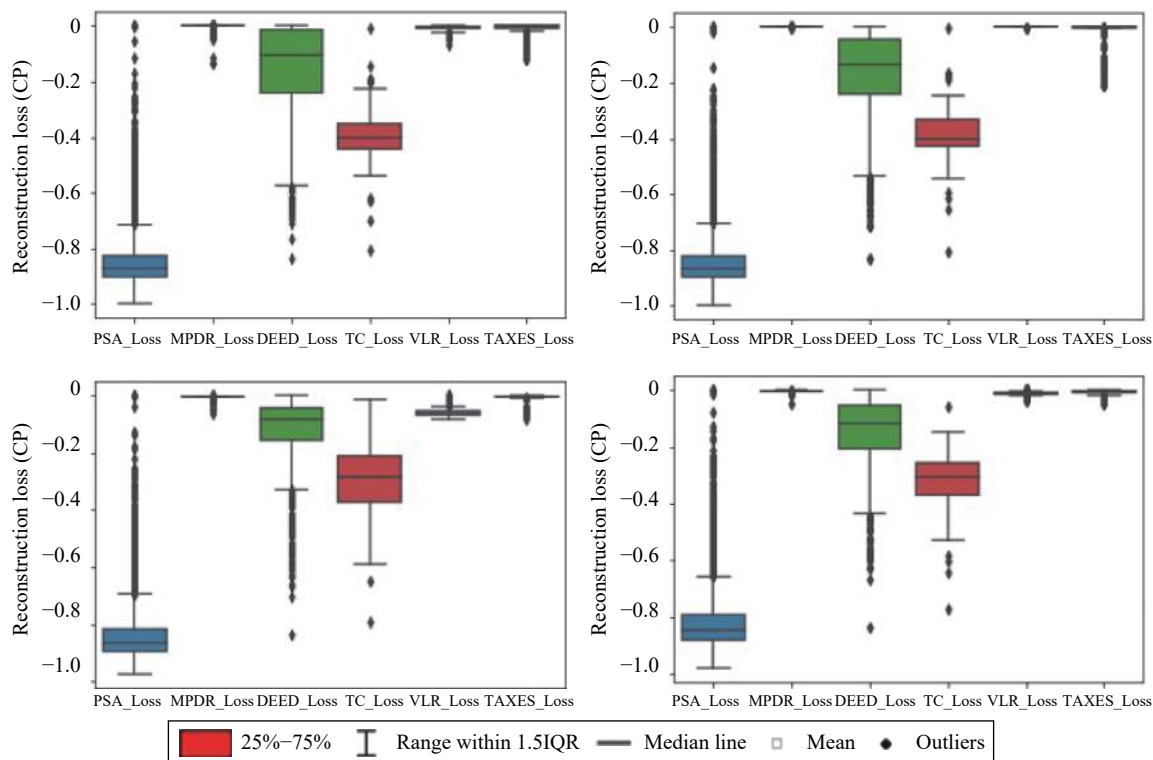 0
−0.2
−0.4
−0.6
−0.8
−1.0
Reconstruction loss (CP)
PSA_Loss MPDR_Loss DEED_Loss TC_Loss VLR_Loss TAXES_Loss
0
−0.2
−0.4
−0.6
−0.8
−1.0
Reconstruction loss (CP)
PSA_Loss MPDR_Loss DEED_Loss TC_Loss VLR_Loss TAXES_Loss
0
−0.2
−0.4
−0.6
−0.8
−1.0
Reconstruction loss (CP)
PSA_Loss MPDR_Loss DEED_Loss TC_Loss VLR_Loss TAXES_Loss
0
−0.2
−0.4
−0.6
−0.8
−1.0
Reconstruction loss (CP)
PSA_Loss MPDR_Loss DEED_Loss TC_Loss VLR_Loss TAXES_Loss
25%−75% Range within 1.5IQR Median line Mean Outliers